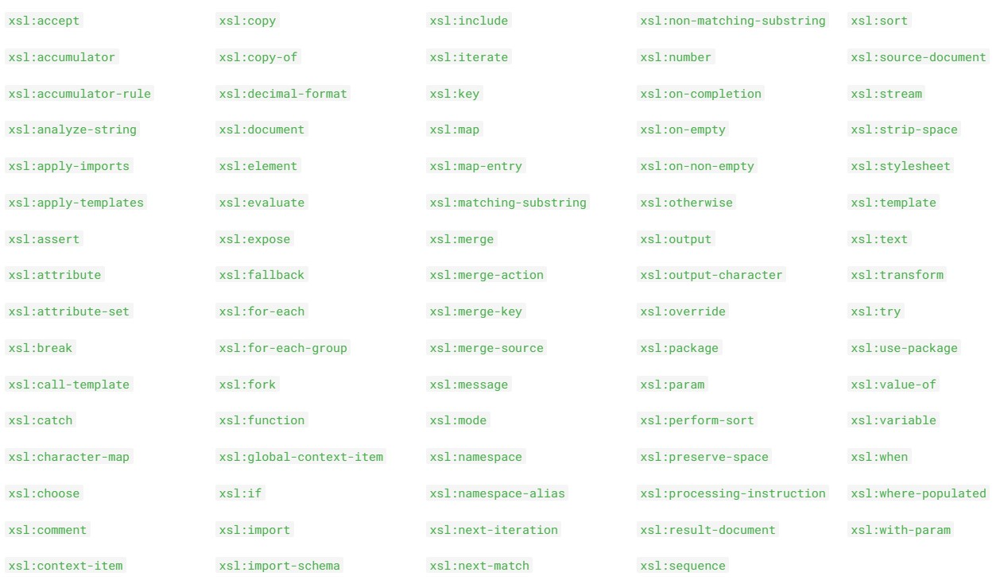 xsl:accept
xsl:accumulator
xsl:accumulator-rule
xsl:analyze-string
xsl:apply-imports
xsl:apply-templates
xsl:assert
xsl:attribute
xsl:attribute-set
xsl:break
xsl:call-template
xsl:catch
xsl:character-map
xsl:choose
xsl:comment
xsl:context-item
xsl:copy
xsl:copy-of
xsl:decimal-format
xsl:document
xsl:element
xsl:evaluate
xsl:expose
xsl:fallback
xsl:for-each
xsl:for-each-group
xsl:fork
xsl:function
xsl:global-context-item
xsl:if
xsl:import
xsl:import-schema
xsl:include
xsl:iterate
xsl:key
xsl:map
xsl:map-entry
xsl:matching-substring
xsl:merge
xsl:merge-action
xsl:merge-key
xsl:merge-source
xsl:message
xsl:mode
xsl:namespace
xsl:namespace-alias
xsl:next-iteration
xsl:next-match
xsl:non-matching-substring
xsl:number
xsl:on-completion
xsl:on-empty
xsl:on-non-empty
xsl:otherwise
xsl:output
xsl:output-character
xsl:override
xsl:package
xsl:param
xsl:perform-sort
xsl:preserve-space
xsl:processing-instruction
xsl:result-document
xsl:sequence
xsl:sort
xsl:source-document
xsl:stream
xsl:strip-space
xsl:stylesheet
xsl:template
xsl:text
xsl:transform
xsl:try
xsl:use-package
xsl:value-of
xsl:variable
xsl:when
xsl:where-populated
xsl:with-param